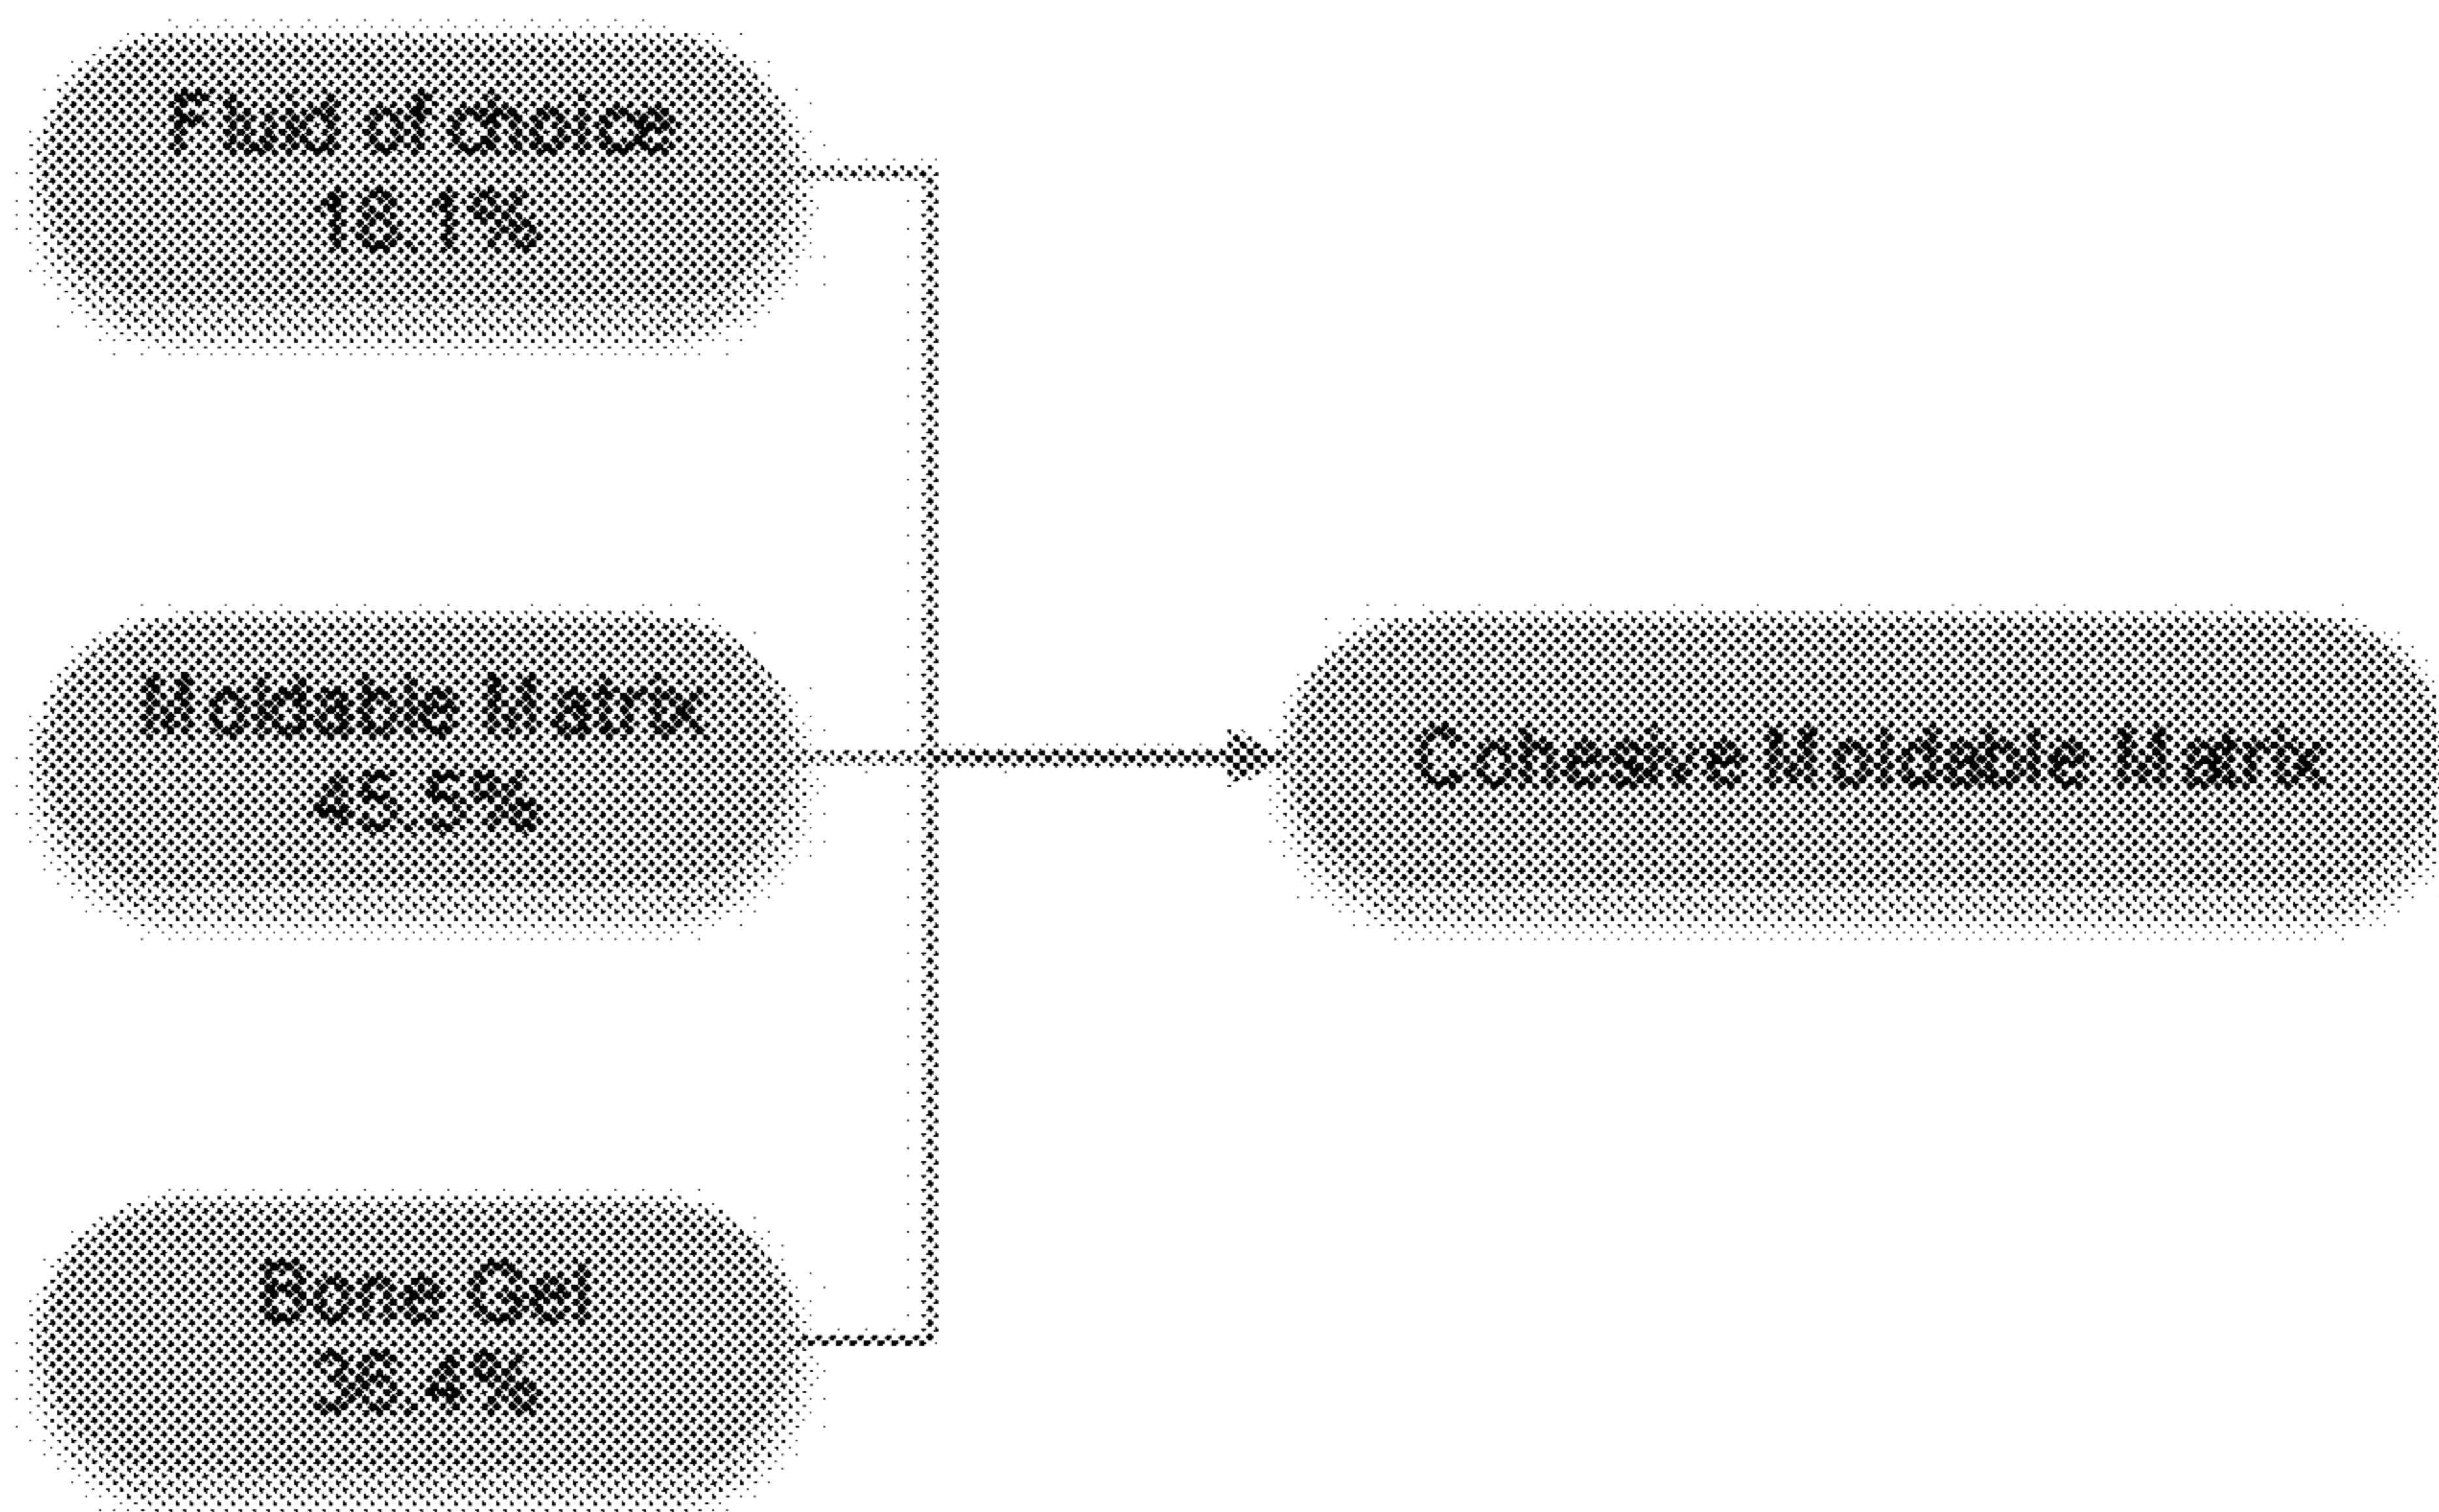 Fluid of choice
18.1%
Moldable Matrix
45.5%
Cohesive Moldable Matrix
Bone Gel
36.4%